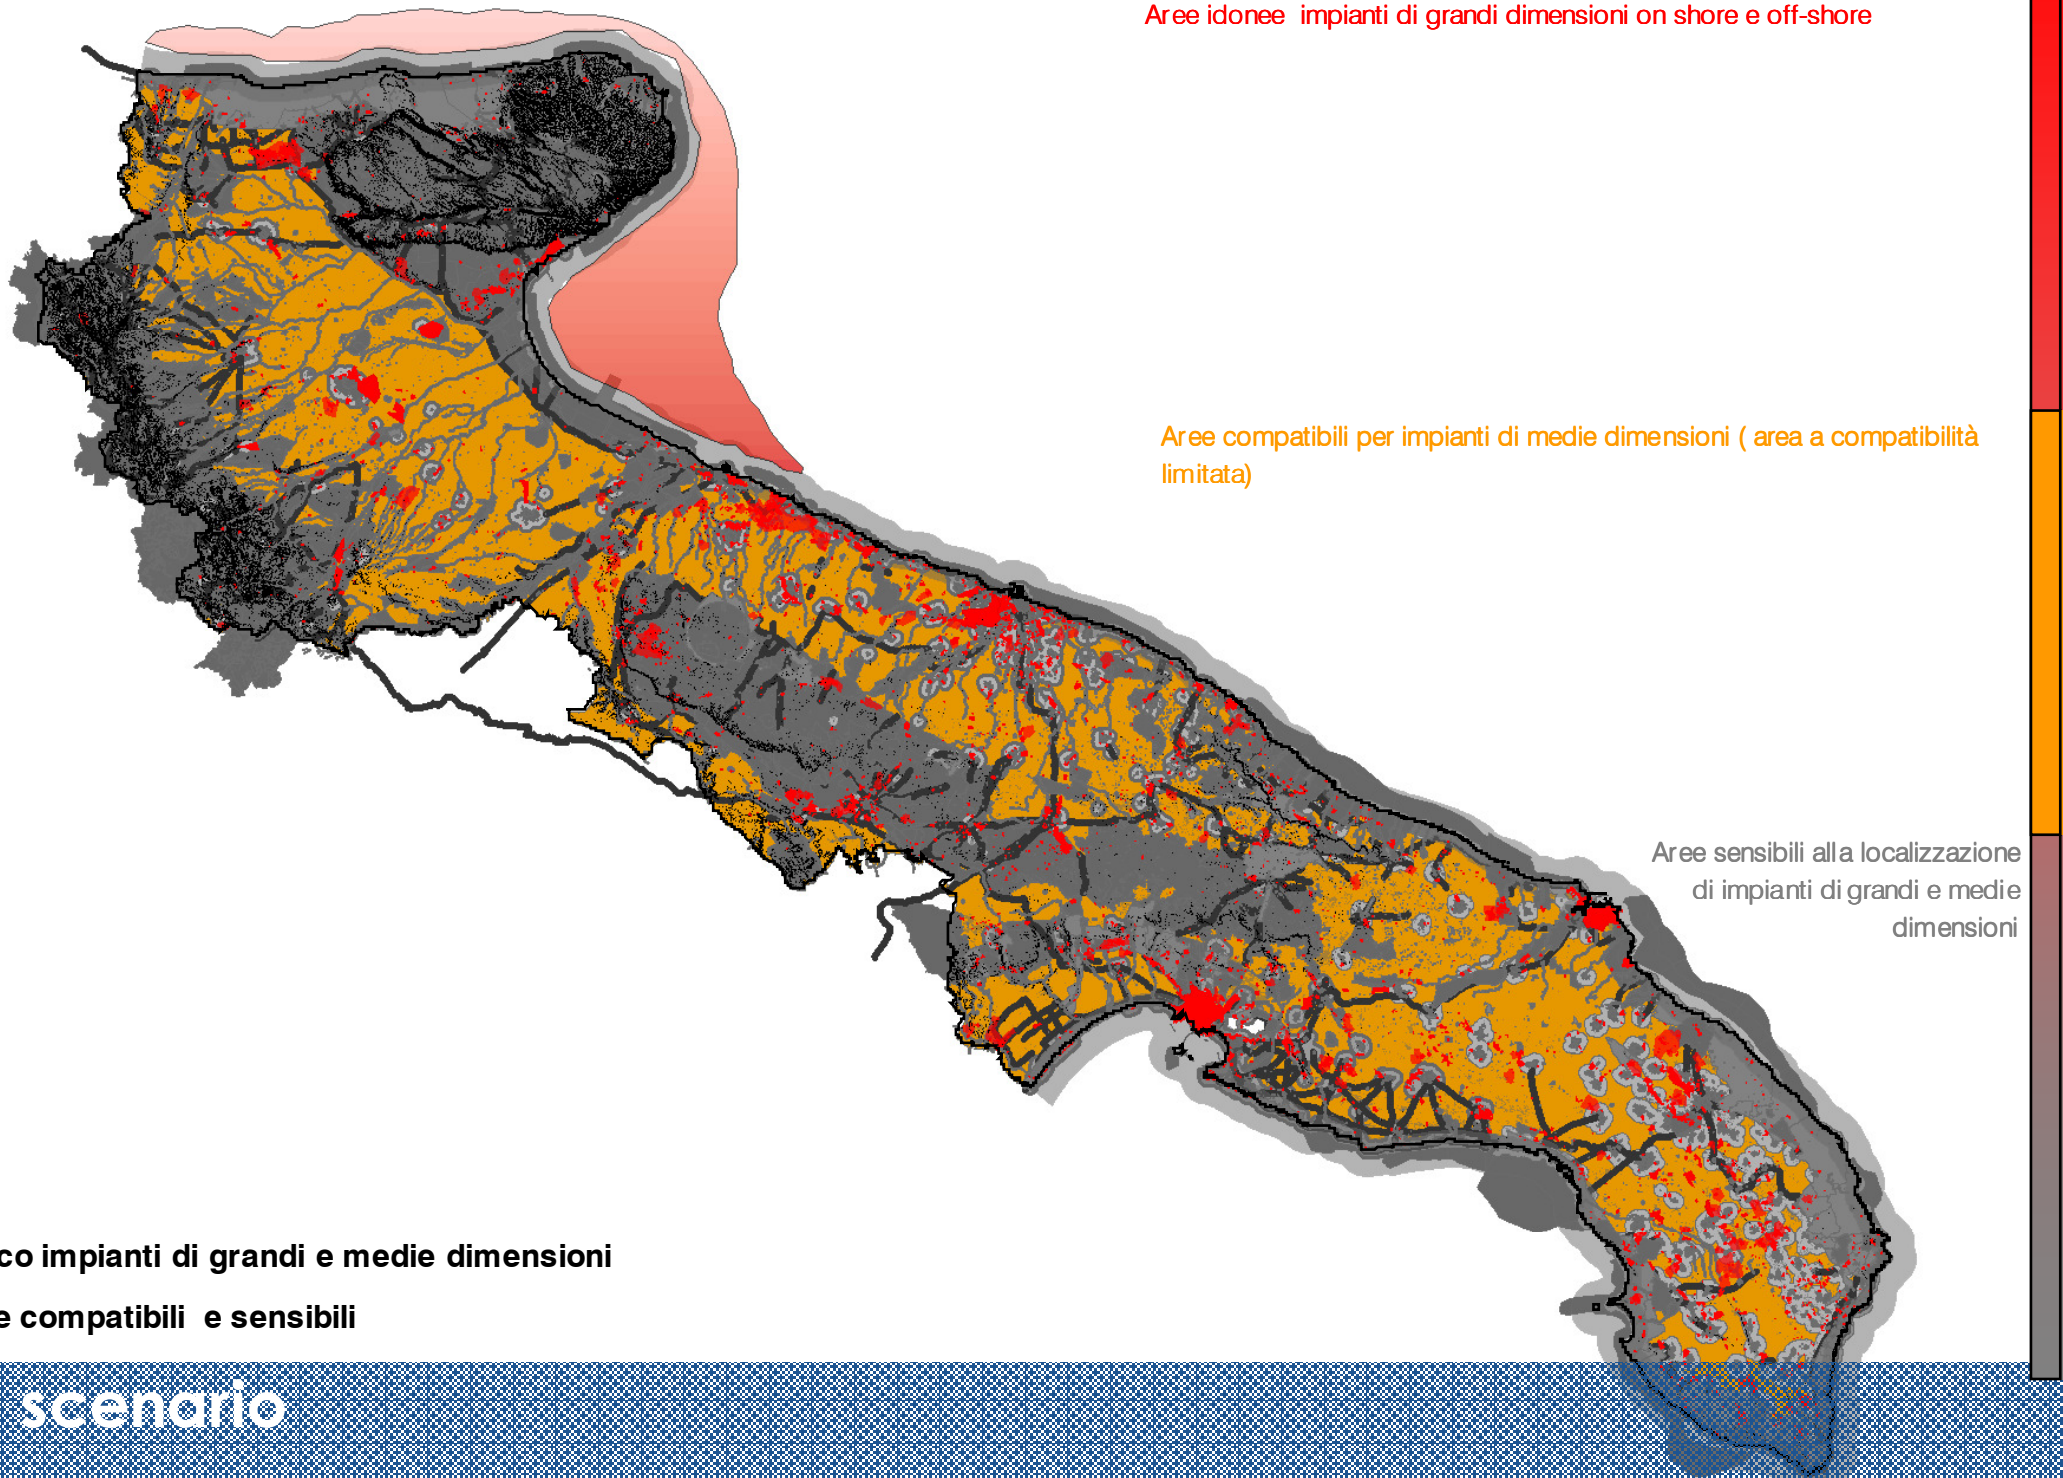 Aree idonee impianti di grandi dimensioni on shore e off-shore
Aree compatibili per impianti di medie dimensioni ( area a compatibilità
limitata)
Aree sensibili alla localizzazione
di impianti di grandi e medie
dimensioni
co impianti di grandi e medie dimensioni
e compatibili e sensibili
scenario